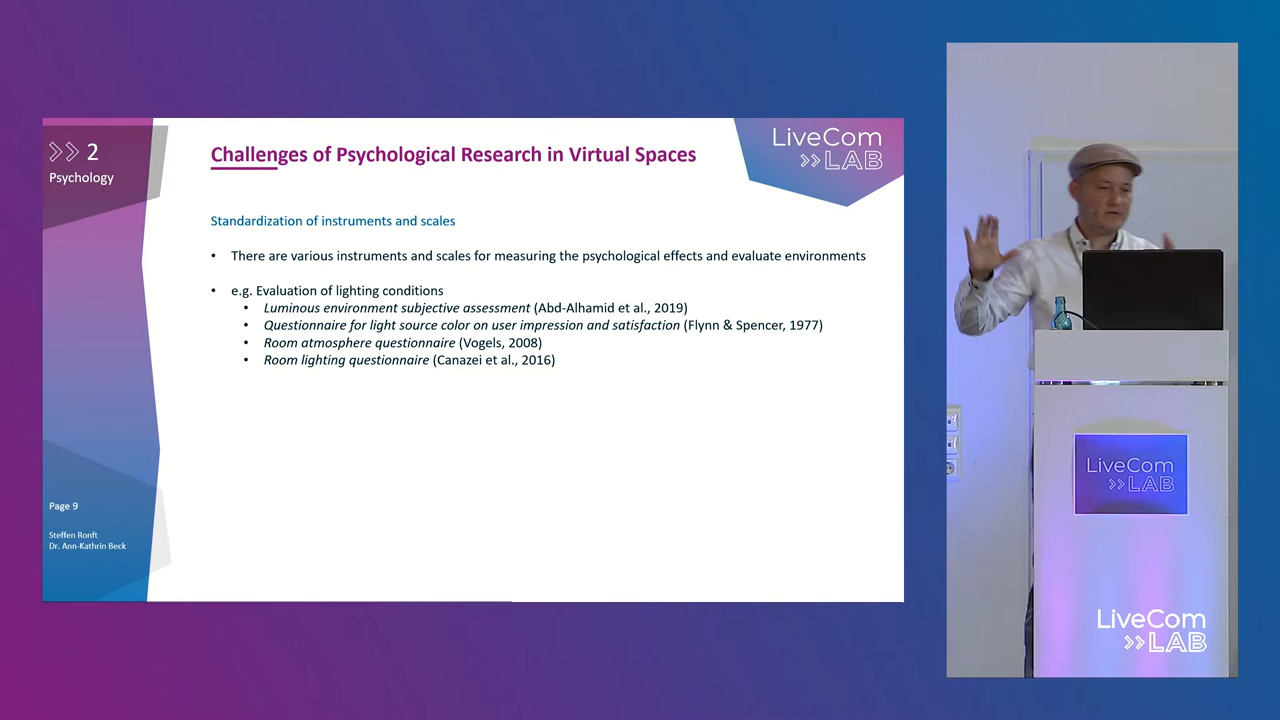 2
Psychology
Challenges of Psychological Research in Virtual Spaces
LiveCom
LAB
Standardization of instruments and scales
• There are various instruments and scales for measuring the psychological effects and evaluate environments
• e.g. Evaluation of lighting conditions
• Luminous environment subjective assessment (Abd-Alhamid et al., 2019)
• Questionnaire for light source color on user impression and satisfaction (Flynn & Spencer, 1977)
• Room atmosphere questionnaire (Vogels, 2008)
• Room lighting questionnaire (Canazei et al., 2016)
Page 9
Steffen Ronft
Dr. Ann-Kathrin Beck
LiveCom
LAB
LiveCom
LAB